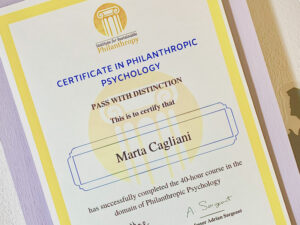 Institute for Sustainable
Philanthropy
CERTIFICATE IN PHILANTHROPIC
PSYCHOLOGY
PASS WITH DISTINCTION
This is to certify that
Marta Cagliani
has successfully completed the 40-hour course in the
domain of Philanthropic Psychology
A. Sargeant
Adrian Sargeant